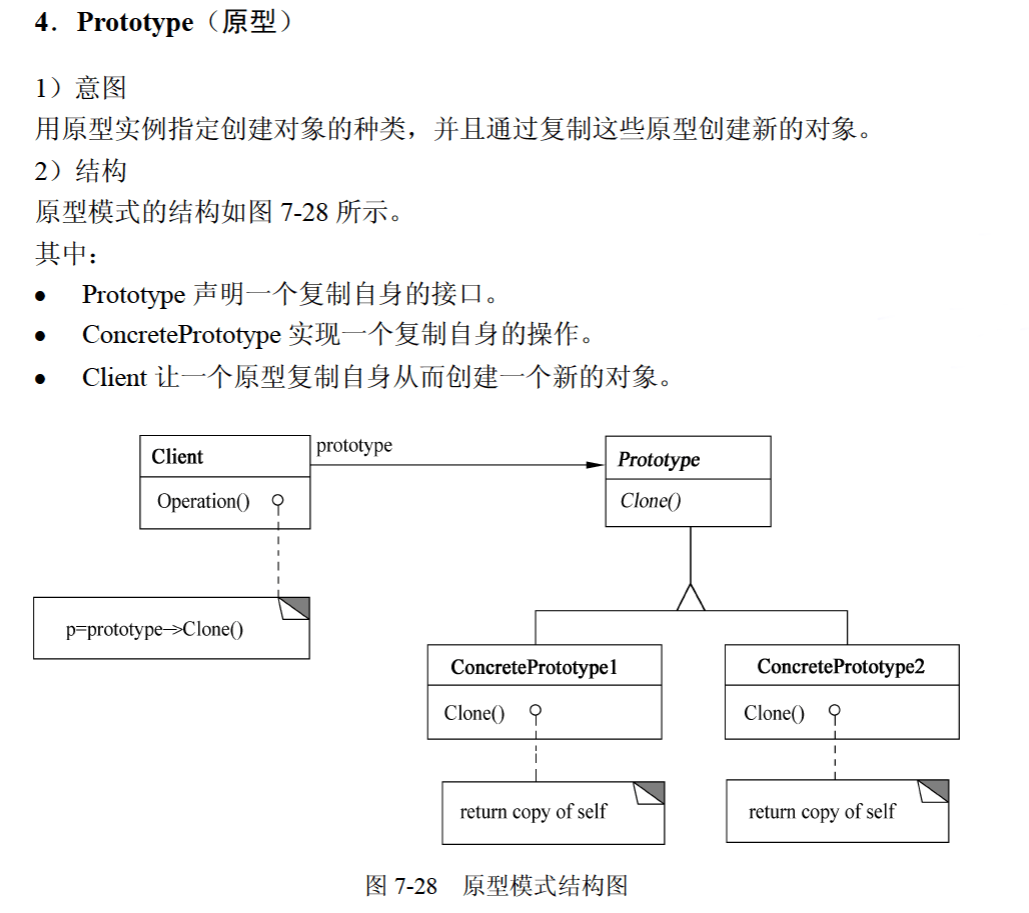 4．Prototype（原型）
1）意图
用原型实例指定创建对象的种类，并且通过复制这些原型创建新的对象。
2）结构
原型模式的结构如图 7-28 所示。
其中：
● Prototype 声明一个复制自身的接口。
● ConcretePrototype 实现一个复制自身的操作。
● Client 让一个原型复制自身从而创建一个新的对象。
Client
Operation()
prototype
Prototype
Clone()
p=prototype->Clone()
ConcretePrototype1
Clone()
ConcretePrototype2
Clone()
return copy of self
return copy of self
图 7-28 原型模式结构图